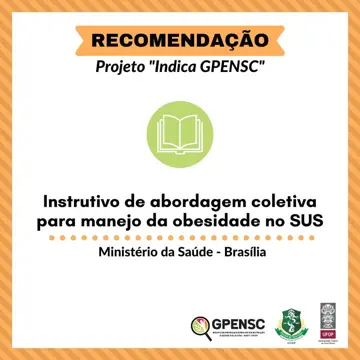 RECOMENDAÇÃO
Projeto "Indica GPENSC"
Instrutivo de abordagem coletiva
para manejo da obesidade no SUS
Ministério da Saúde - Brasília
GPENSC
UFOP